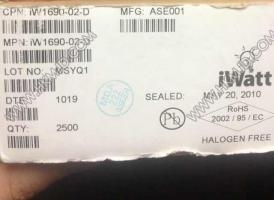 CPN: iW1690-02-D
MFG: ASE001
MPN: iW1690-02-D
LOT NO: MSYQ1
iWatt
DTE: 1019
SEALED: MAY 20, 2010
Pb
RoHS
2002 / 95 / EC
QTY: 2500
HALOGEN FREE